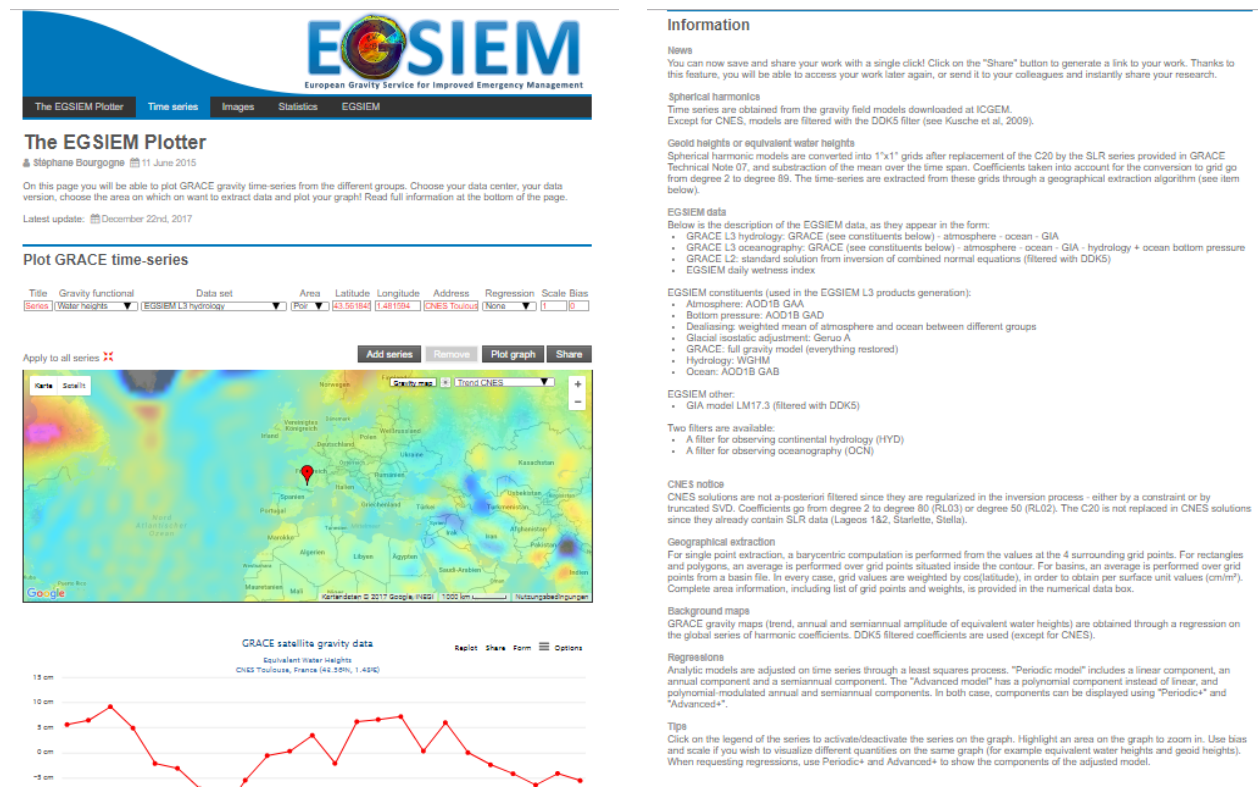 EGSIEM
European Gravity Service for Improved Emergency Management
The EGSIEM Plotter Time series Images Statistics EGSIEM
The EGSIEM Plotter
Stéphane Bourgogne 11 June 2015
On this page you will be able to plot GRACE gravity time-series from the different groups. Choose your data center, your data
version, choose the area on which on want to extract data and plot your graph! Read full information at the bottom of the page.
Latest update: December 22nd, 2017
Plot GRACE time-series
Title Gravity functional Data set Area Latitude Longitude Address Regression Scale Bias
Series Water heights EGSIEM L3 hydrology Poir 43.561845 1.481594 CNES Toulous None 1 0
Apply to all series
Add series Remove Plot graph Share
Karte Satellit
Gravity map Trend CNES
+
−
Norwegen
Vereinigtes
Königreich
Irland
Polen
Weißrussland
Deutschland
Ukraine
Kasachstan
Rumänien
Italien
Spanien
Portugal
Griechenland
Türkei
Usbekistan
Turkmenistan
Nord
Atlantischer
Ozean
Marokko
Irak
Iran
Afghanistan
Pakistan
Algerien
Libyen
Ägypten
Saudi-Arabien
Indien
Oman
Puerto Rico
Mauretanien
Mali
Google
Kartendaten © 2017 Google, INEGI 1000 km Nutzungsbedingungen
GRACE satellite gravity data
Replot Share Form Options
Equivalent Water Heights
CNES Toulouse, France (43.56°N, 1.48°E)
15 cm
10 cm
5 cm
0 cm
-5 cm
Information
News
You can now save and share your work with a single click! Click on the "Share" button to generate a link to your work. Thanks to
this feature, you will be able to access your work later again, or send it to your colleagues and instantly share your research.
Spherical harmonics
Time series are obtained from the gravity field models downloaded at ICGEM.
Except for CNES, models are filtered with the DDK5 filter (see Kusche et al, 2009).
Geoid heights or equivalent water heights
Spherical harmonic models are converted into 1°x1° grids after replacement of the C20 by the SLR series provided in GRACE
Technical Note 07, and substraction of the mean over the time span. Coefficients taken into account for the conversion to grid go
from degree 2 to degree 89. The time-series are extracted from these grids through a geographical extraction algorithm (see item
below).
EGSIEM data
Below is the description of the EGSIEM data, as they appear in the form:
• GRACE L3 hydrology: GRACE (see constituents below) - atmosphere - ocean - GIA
• GRACE L3 oceanography: GRACE (see constituents below) - atmosphere - ocean - GIA - hydrology + ocean bottom pressure
• GRACE L2: standard solution from inversion of combined normal equations (filtered with DDK5)
• EGSIEM daily wetness index
EGSIEM constituents (used in the EGSIEM L3 products generation):
• Atmosphere: AOD1B GAA
• Bottom pressure: AOD1B GAD
• Dealiasing: weighted mean of atmosphere and ocean between different groups
• Glacial isostatic adjustment: Geruo A
• GRACE: full gravity model (everything restored)
• Hydrology: WGHM
• Ocean: AOD1B GAB
EGSIEM other:
• GIA model LM17.3 (filtered with DDK5)
Two filters are available:
• A filter for observing continental hydrology (HYD)
• A filter for observing oceanography (OCN)
CNES notice
CNES solutions are not a-posteriori filtered since they are regularized in the inversion process - either by a constraint or by
truncated SVD. Coefficients go from degree 2 to degree 80 (RL03) or degree 50 (RL02). The C20 is not replaced in CNES solutions
since they already contain SLR data (Lageos 1&2, Starlette, Stella).
Geographical extraction
For single point extraction, a barycentric computation is performed from the values at the 4 surrounding grid points. For rectangles
and polygons, an average is performed over grid points situated inside the contour. For basins, an average is performed over grid
points from a basin file. In every case, grid values are weighted by cos(latitude), in order to obtain per surface unit values (cm/m²).
Complete area information, including list of grid points and weights, is provided in the numerical data box.
Background maps
GRACE gravity maps (trend, annual and semiannual amplitude of equivalent water heights) are obtained through a regression on
the global series of harmonic coefficients. DDK5 filtered coefficients are used (except for CNES).
Regressions
Analytic models are adjusted on time series through a least squares process. "Periodic model" includes a linear component, an
annual component and a semiannual component. The "Advanced model" has a polynomial component instead of linear, and
polynomial-modulated annual and semiannual components. In both case, components can be displayed using "Periodic+" and
"Advanced+".
Tips
Click on the legend of the series to activate/deactivate the series on the graph. Highlight an area on the graph to zoom in. Use bias
and scale if you wish to visualize different quantities on the same graph (for example equivalent water heights and geoid heights).
When requesting regressions, use Periodic+ and Advanced+ to show the components of the adjusted model.